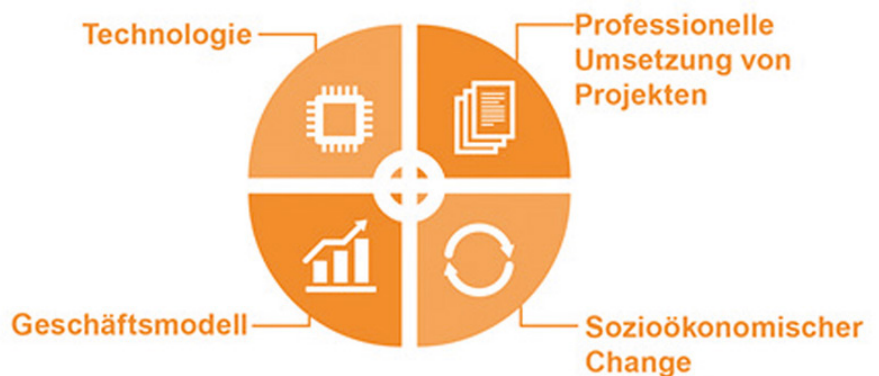 Technologie
Professionelle
Umsetzung von
Projekten
Geschäftsmodell
Sozioökonomischer
Change